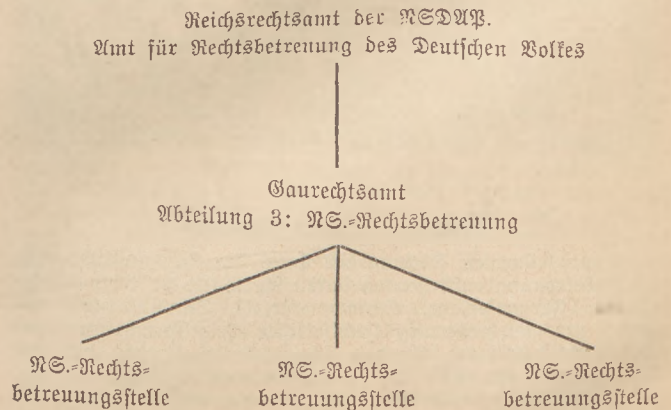 Reichsrechtsamt der NSDAP.
Amt für Rechtsbetreuung des Deutschen Volkes
Gaurechtsamt
Abteilung 3: NS.-Rechtsbetreuung
NS.-Rechts-
betreuungsstelle
NS.-Rechts-
betreuungsstelle
NS.-Rechts-
betreuungsstelle